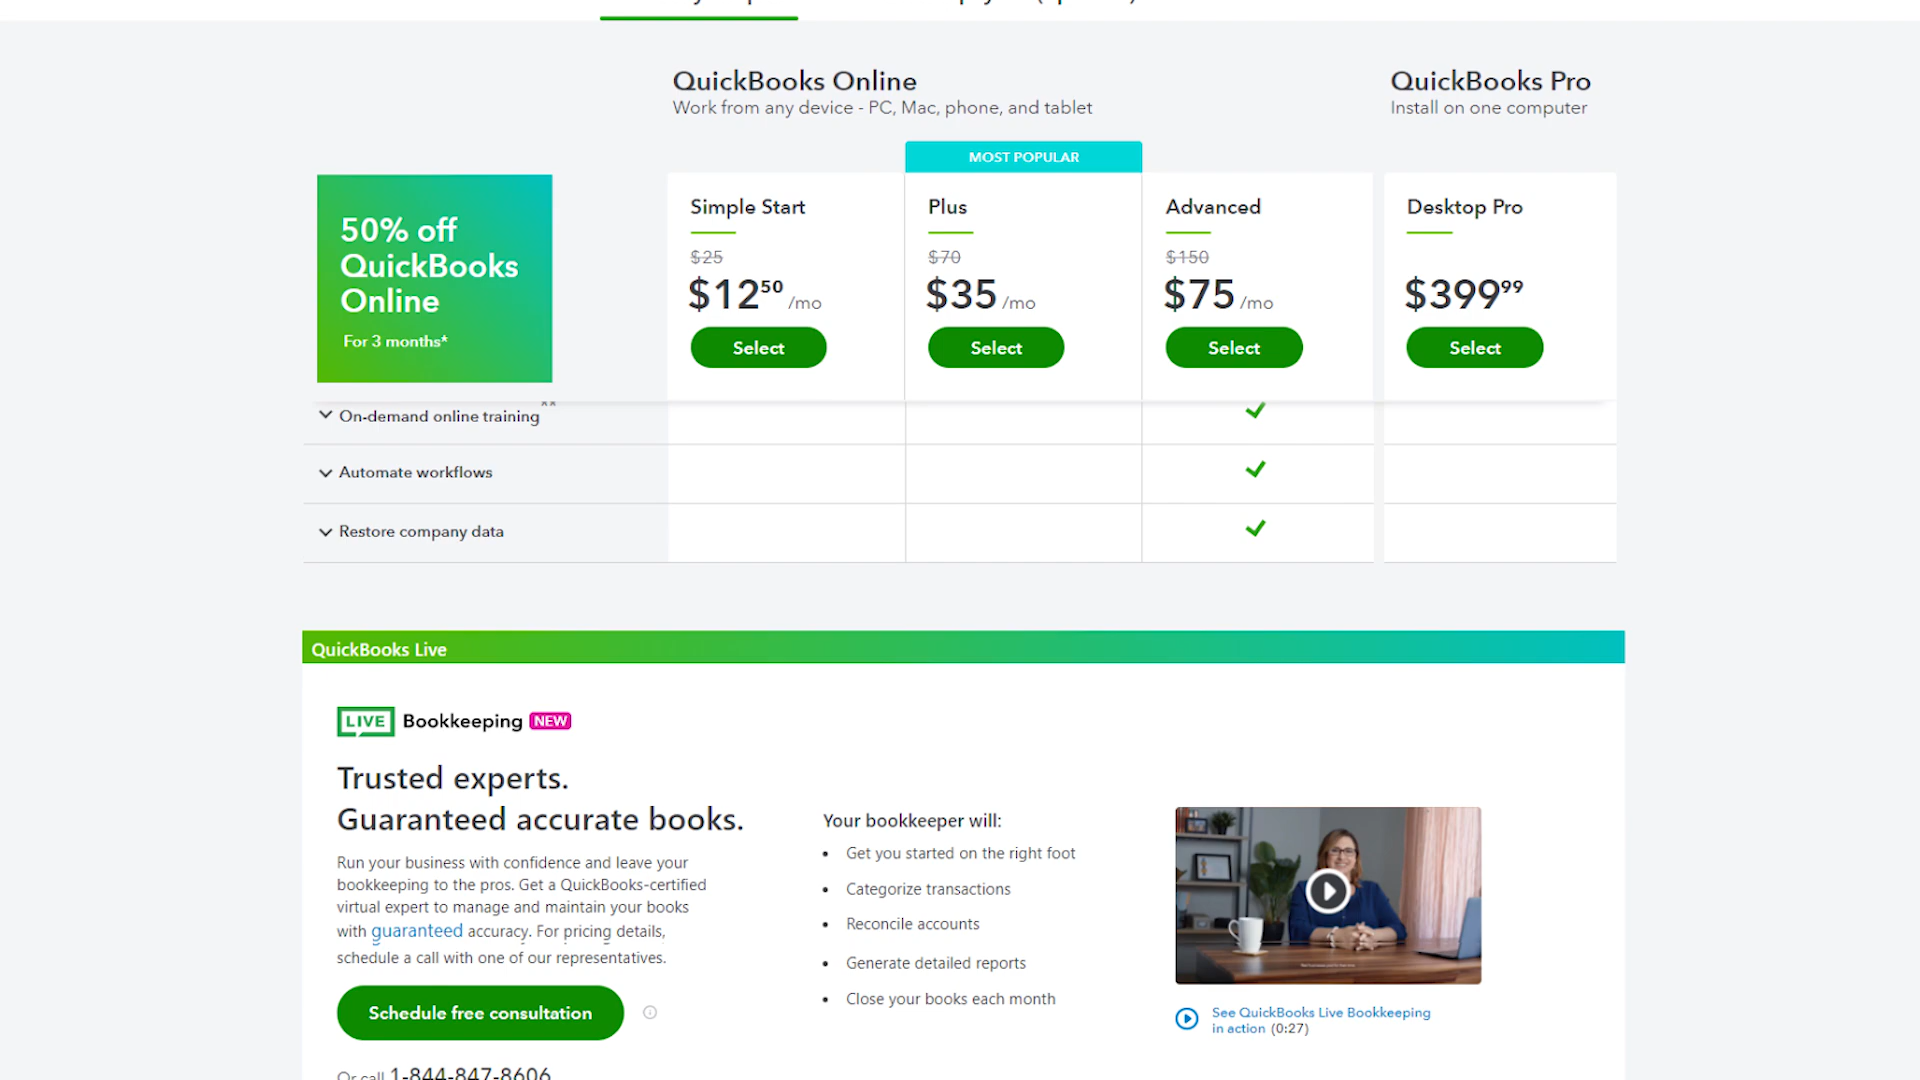 QuickBooks Online
Work from any device - PC, Mac, phone, and tablet
QuickBooks Pro
Install on one computer
MOST POPULAR
50% off
QuickBooks
Online
For 3 months*
Simple Start
$25
$1250 /mo
Select
Plus
$70
$35 /mo
Select
Advanced
$150
$75 /mo
Select
Desktop Pro
$39999
Select
On-demand online training
Automate workflows
Restore company data
QuickBooks Live
LIVE Bookkeeping NEW
Trusted experts.
Guaranteed accurate books.
Run your business with confidence and leave your
bookkeeping to the pros. Get a QuickBooks-certified
virtual expert to manage and maintain your books
with guaranteed accuracy. For pricing details,
schedule a call with one of our representatives.
Schedule free consultation
Or call 1-844-847-8606
Your bookkeeper will:
• Get you started on the right foot
• Categorize transactions
• Reconcile accounts
• Generate detailed reports
• Close your books each month
See QuickBooks Live Bookkeeping
in action (0:27)